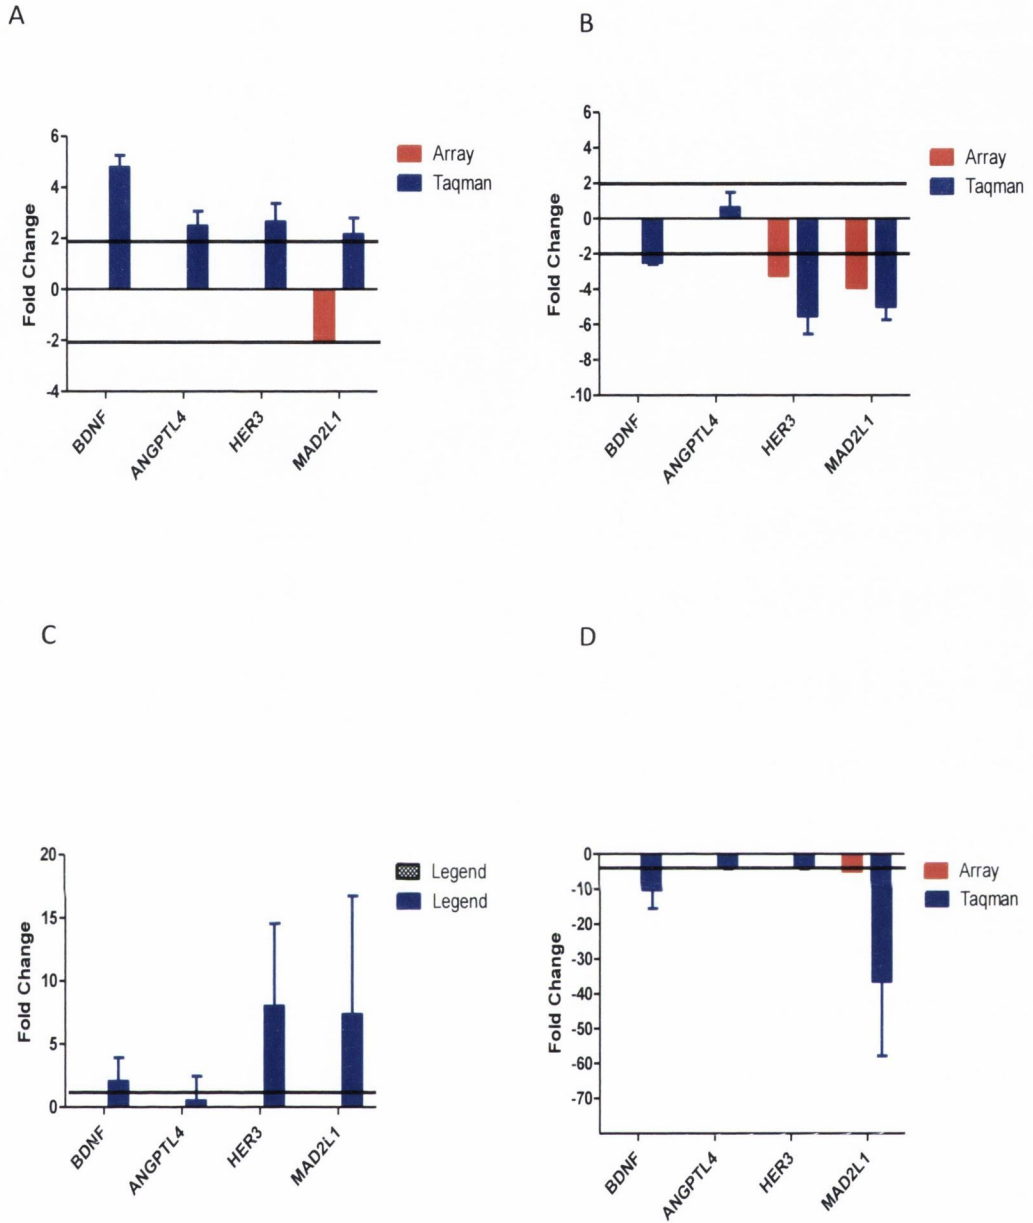 A
6
4
2
0
-2
-4
Fold Change
BDNF
ANGPTL4
HER3
MAD2L1
Array
Taqman
B
6
4
2
0
-2
-4
-6
-8
-10
Fold Change
BDNF
ANGPTL4
HER3
MAD2L1
Array
Taqman
C
20
15
10
5
0
Fold Change
BDNF
ANGPTL4
HER3
MAD2L1
Legend
Legend
D
0
-10
-20
-30
-40
-50
-60
-70
Fold Change
BDNF
ANGPTL4
HER3
MAD2L1
Array
Taqman